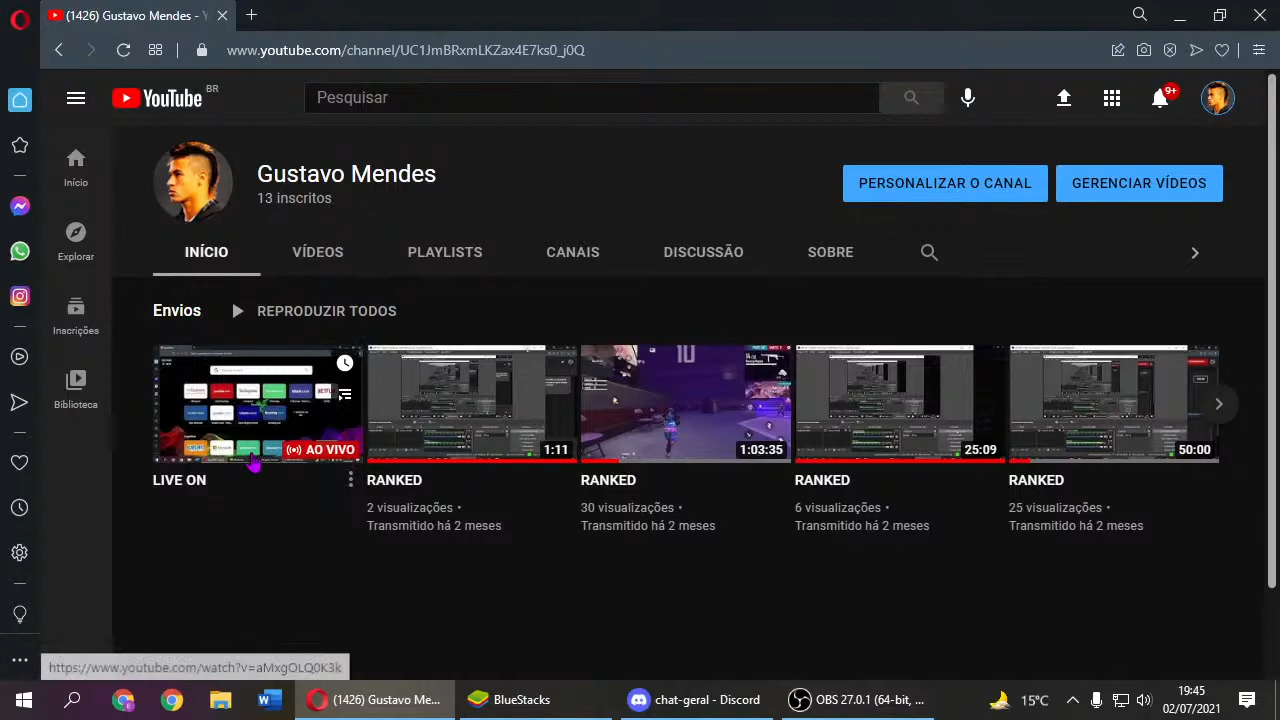 (1426) Gustavo Mendes - Y
www.youtube.com/channel/UC1JmBRxmLKZax4E7ks0_j0Q
YouTube BR
Pesquisar
9+
Gustavo Mendes
13 inscritos
PERSONALIZAR O CANAL
GERENCIAR VÍDEOS
Início
Explorar
Inscrições
Biblioteca
INÍCIO VÍDEOS PLAYLISTS CANAIS DISCUSSÃO SOBRE
Envios REPRODUZIR TODOS
AO VIVO
1:11
1:03:35
25:09
50:00
LIVE ON
RANKED
2 visualizações •
Transmitido há 2 meses
RANKED
30 visualizações •
Transmitido há 2 meses
RANKED
6 visualizações •
Transmitido há 2 meses
RANKED
25 visualizações •
Transmitido há 2 meses
https://www.youtube.com/watch?v=aMxgOLQ0K3k
(1426) Gustavo Me...
BlueStacks
chat-geral - Discord
OBS 27.0.1 (64-bit, ...
15°C
19:45
02/07/2021